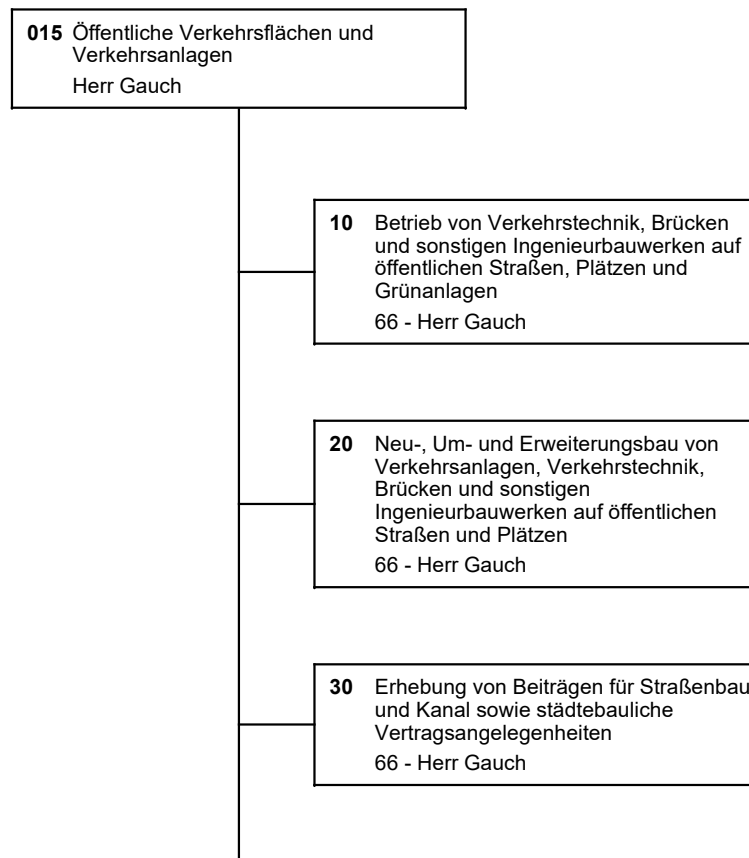 015 Öffentliche Verkehrsflächen und
Verkehrsanlagen
Herr Gauch
10 Betrieb von Verkehrstechnik, Brücken
und sonstigen Ingenieurbauwerken auf
öffentlichen Straßen, Plätzen und
Grünanlagen
66 - Herr Gauch
20 Neu-, Um- und Erweiterungsbau von
Verkehrsanlagen, Verkehrstechnik,
Brücken und sonstigen
Ingenieurbauwerken auf öffentlichen
Straßen und Plätzen
66 - Herr Gauch
30 Erhebung von Beiträgen für Straßenbau
und Kanal sowie städtebauliche
Vertragsangelegenheiten
66 - Herr Gauch